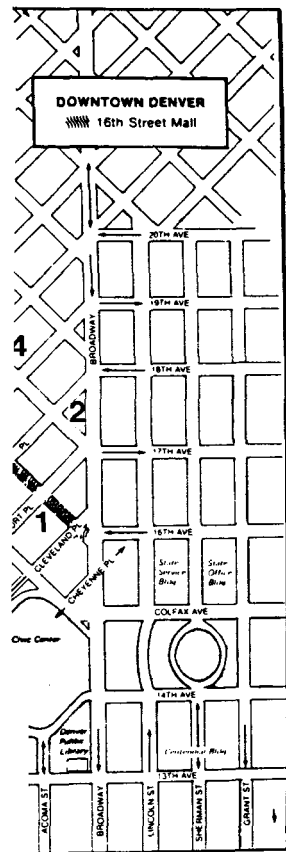 DOWNTOWN DENVER
16th Street Mall
20TH AVE
19TH AVE
BROADWAY
18TH AVE
4
2
17TH AVE
PL
1
CLEVELAND PL
16TH AVE
CHEYENNE PL
State
Service
Bldg
State
Office
Bldg
COLFAX AVE
Civic Center
14TH AVE
Denver
Public
Library
Centennial Bldg
13TH AVE
ACOMA ST
BROADWAY
LINCOLN ST
SHERMAN ST
GRANT ST